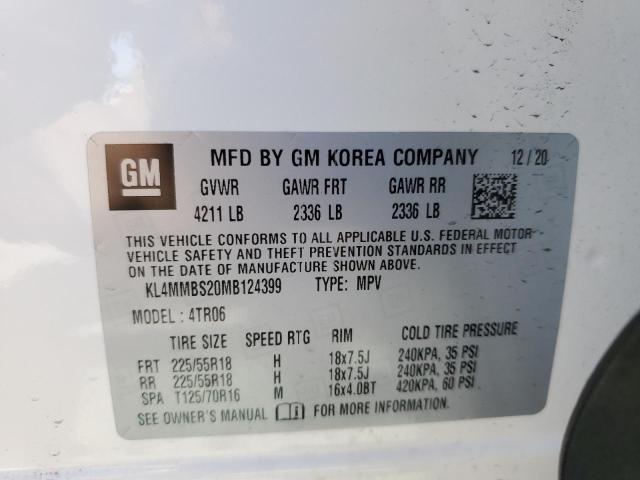 GM MFD BY GM KOREA COMPANY 12/20
GVWR GAWR FRT GAWR RR
4211 LB 2336 LB 2336 LB
THIS VEHICLE CONFORMS TO ALL APPLICABLE U.S. FEDERAL MOTOR
VEHICLE SAFETY AND THEFT PREVENTION STANDARDS IN EFFECT ON
THE DATE OF MANUFACTURE SHOWN ABOVE.
KL4MMBS20MB124399 TYPE: MPV
MODEL : 4TR06
TIRE SIZE SPEED RTG RIM COLD TIRE PRESSURE
FRT 225/55R18 H 18x7.5J 240KPA, 35 PSI
RR 225/55R18 H 18x7.5J 240KPA, 35 PSI
SPA T125/70R16 M 16x4.0BT 420KPA, 60 PSI
SEE OWNER'S MANUAL FOR MORE INFORMATION.